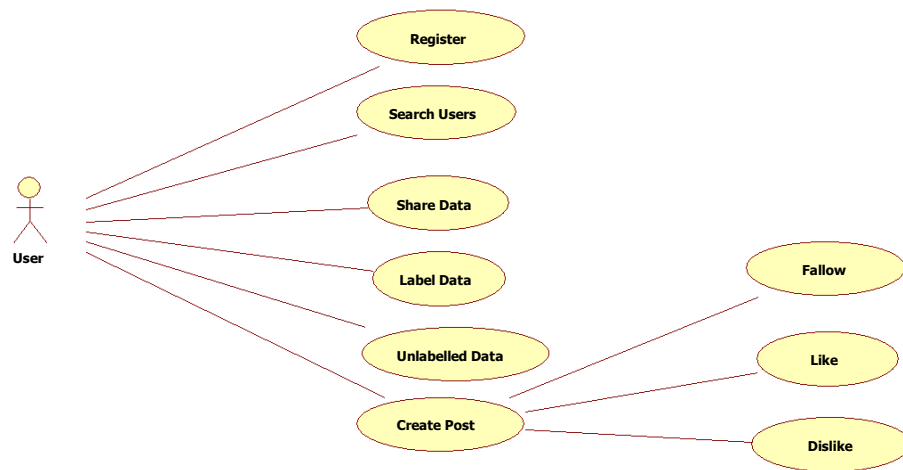 Register
Search Users
Share Data
User
Label Data
Fallow
Unlabelled Data
Like
Create Post
Dislike